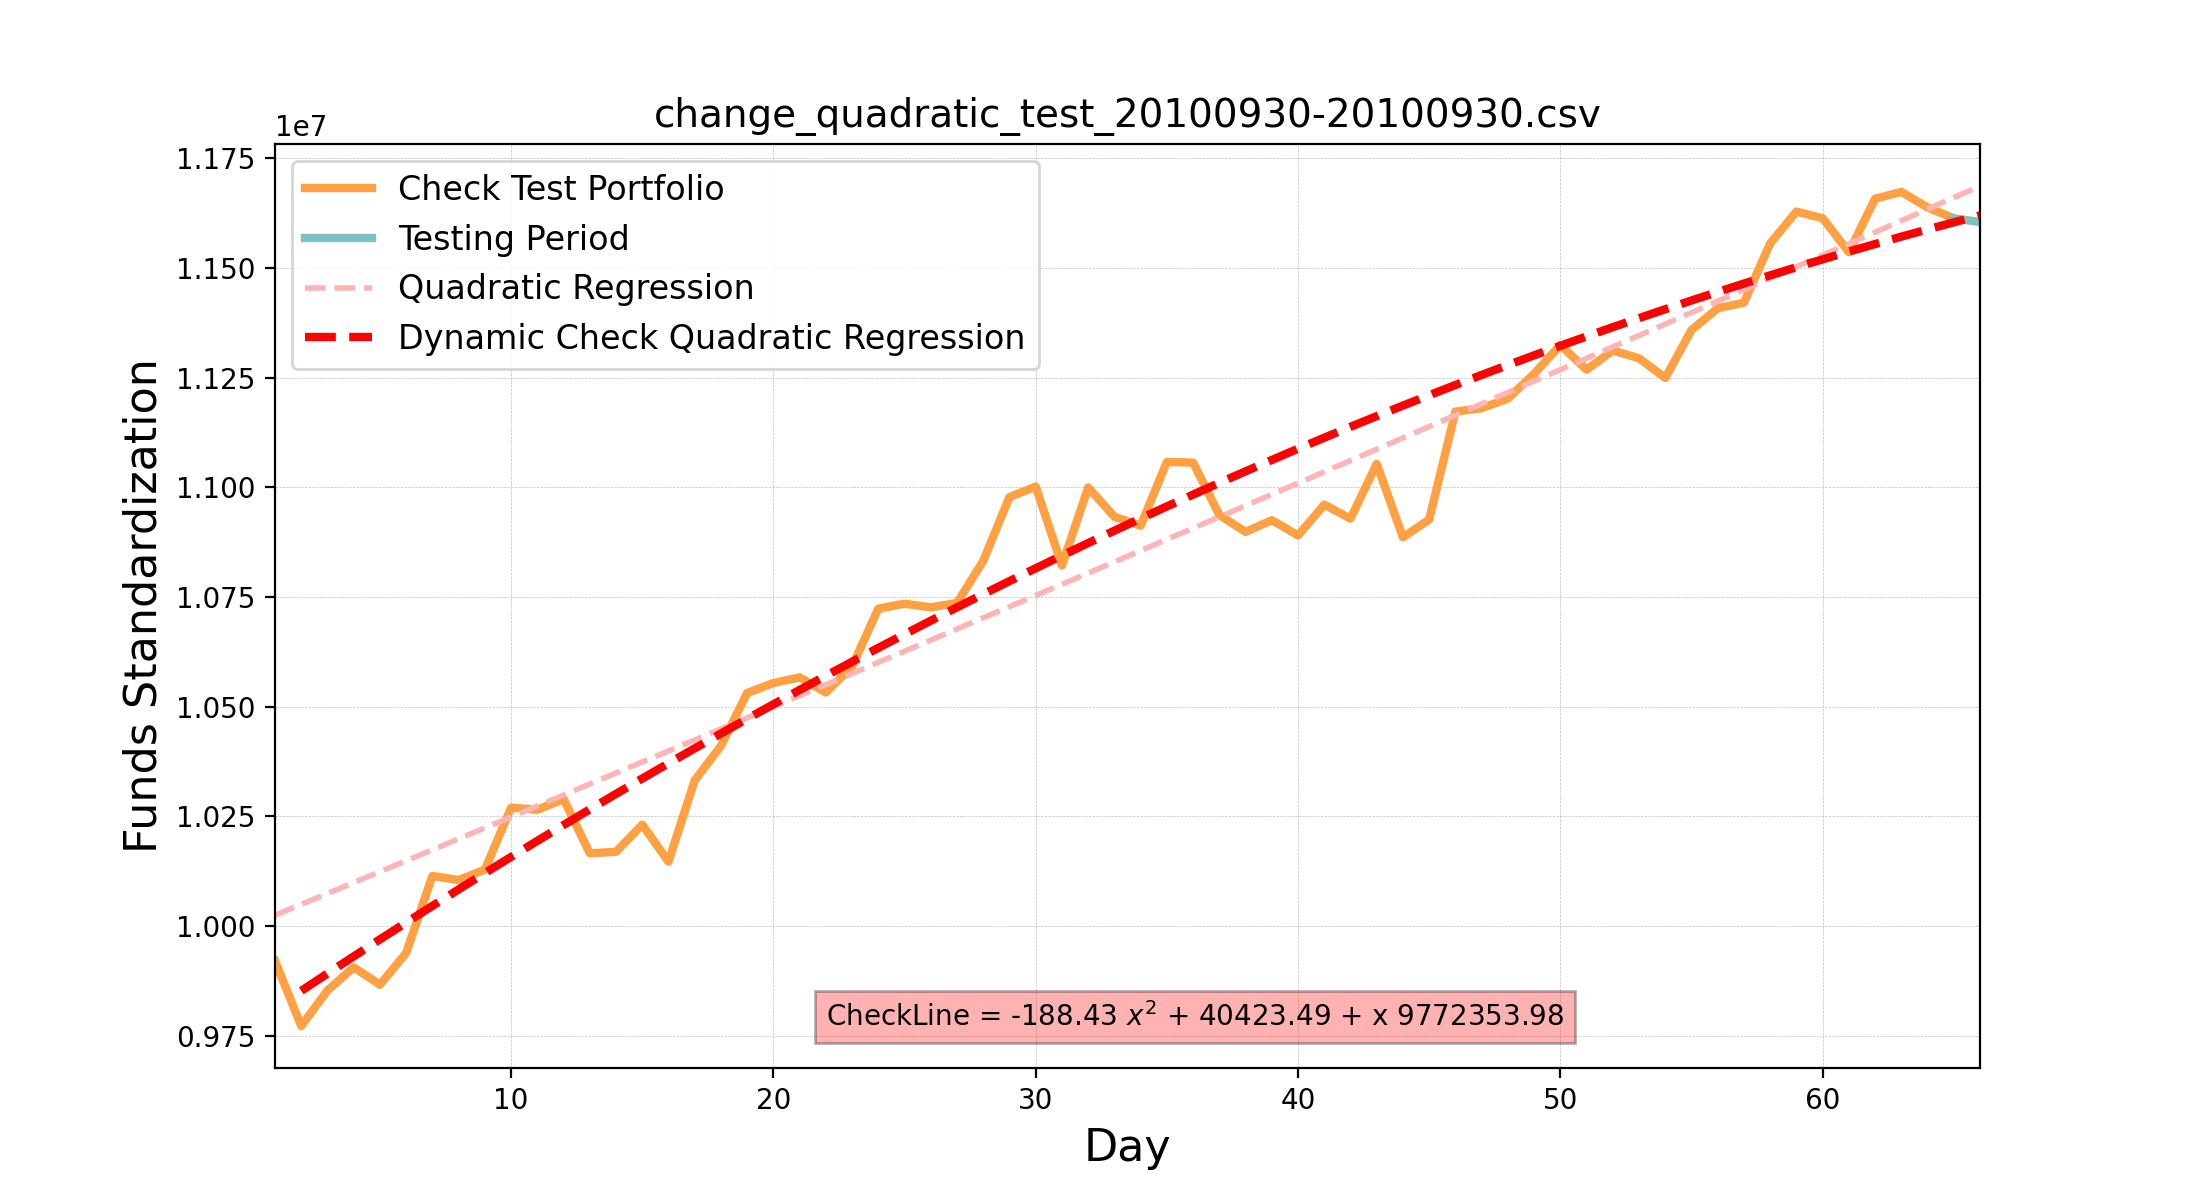 change_quadratic_test_20100930-20100930.csv
1e7
1.175
1.150
1.125
1.100
1.075
1.050
1.025
1.000
0.975
Funds Standardization
Check Test Portfolio
Testing Period
Quadratic Regression
Dynamic Check Quadratic Regression
CheckLine = -188.43 x² + 40423.49 + x 9772353.98
10 20 30 40 50 60
Day